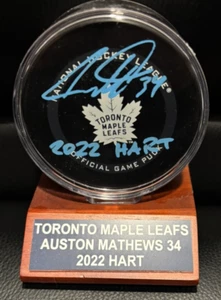 NATIONAL HOCKEY LEAGUE
34
TORONTO
MAPLE
LEAFS
2022 HART
OFFICIAL GAME PUCK
TORONTO MAPLE LEAFS
AUSTON MATHEWS 34
2022 HART